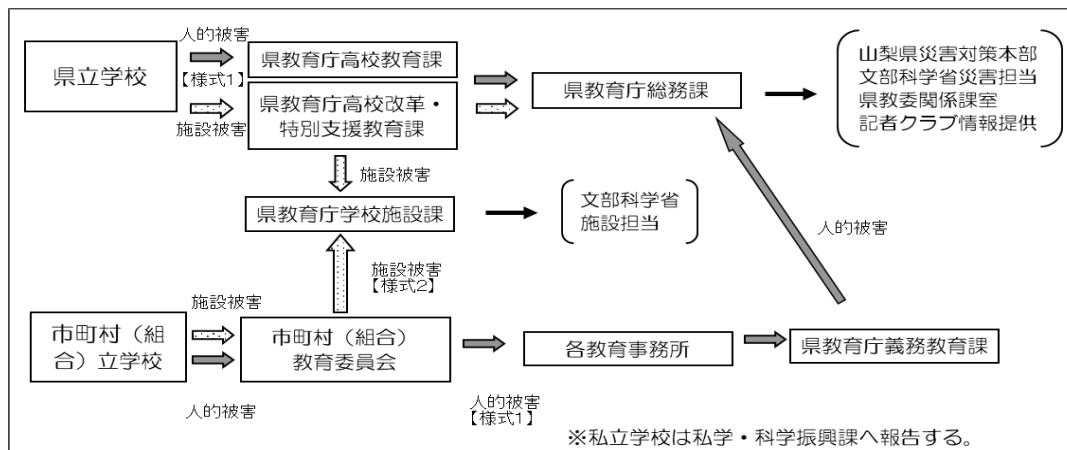 人的被害
県立学校
【様式1】
施設被害
県教育庁高校教育課
県教育庁高校改革・
特別支援教育課
県教育庁総務課
山梨県災害対策本部
文部科学省災害担当
県教委関係課室
記者クラブ情報提供
施設被害
県教育庁学校施設課
文部科学省
施設担当
人的被害
施設被害
【様式2】
施設被害
市町村（組
合）立学校
人的被害
市町村（組合）
教育委員会
人的被害
【様式1】
各教育事務所
県教育庁義務教育課
※私立学校は私学・科学振興課へ報告する。